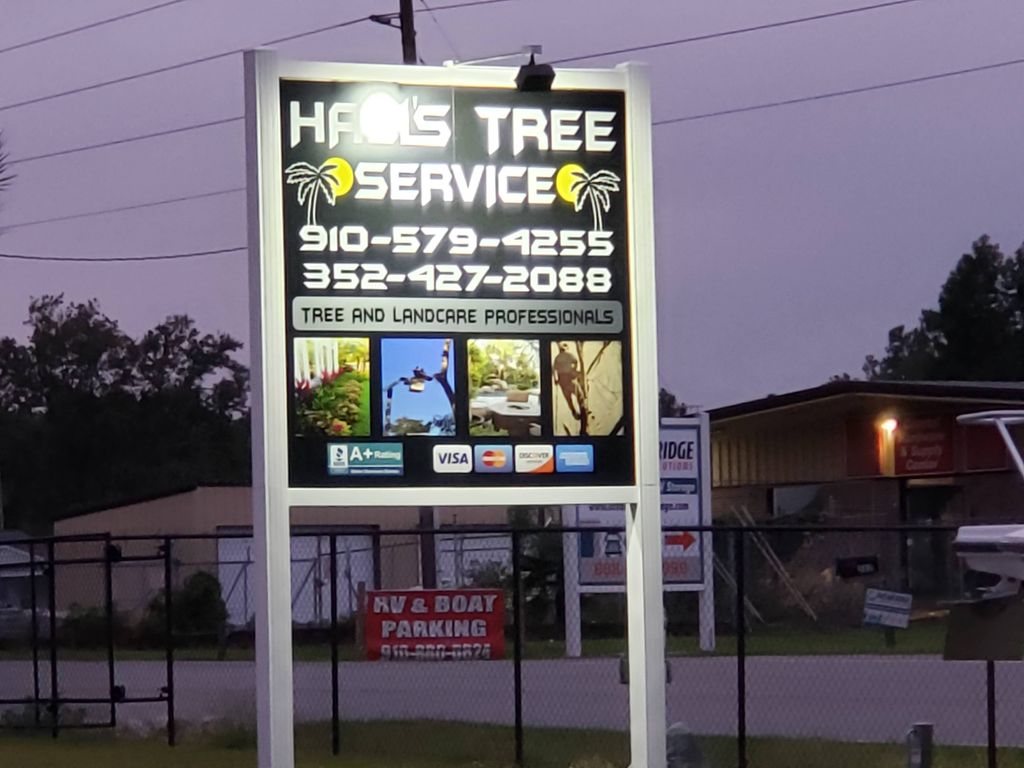 TREE
SERVICE
910-579-4255
352-427-2088
TREE AND LANDCARE PROFESSIONALS
A+ Rating
VISA
DISCOVER
RIDGE
RV & BOAT
PARKING